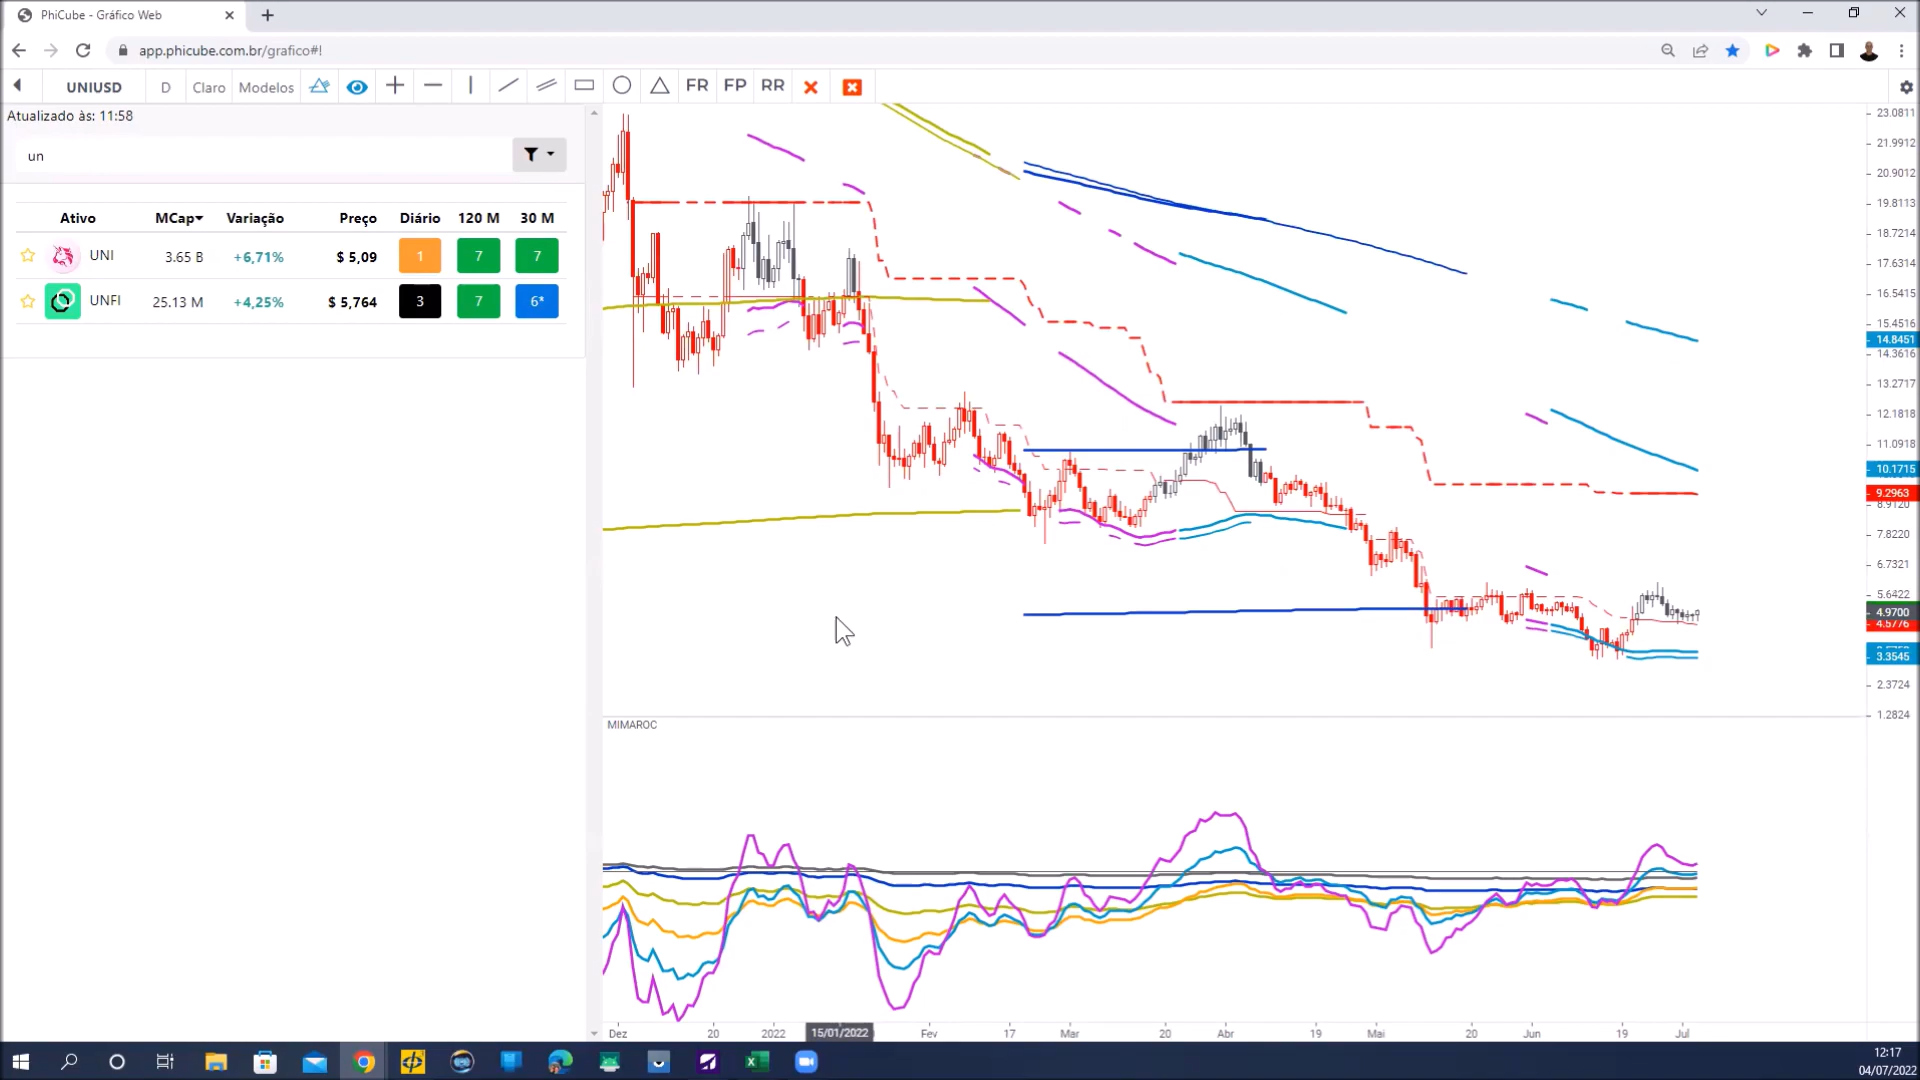 PhiCube - Gráfico Web
app.phicube.com.br/grafico#!
UNIUSD D Claro Modelos FR FP RR
Atualizado às: 11:58
un
Ativo MCap Variação Preço Diário 120 M 30 M
UNI 3.65 B +6,71% $ 5,09 1 7 7
UNFI 25.13 M +4,25% $ 5,764 3 7 6*
23.0811
21.9912
20.9012
19.8113
18.7214
17.6314
16.5415
15.4516
14.8451
14.3616
13.2717
12.1818
11.0918
10.1715
9.2963
8.9120
7.8220
6.7321
5.6422
4.9700
4.5776
3.3545
2.3724
1.2824
MIMAROC
Dez 20 2022 15/01/2022 Fev 17 Mar 20 Abr 19 Mai 20 Jun 19 Jul
12:17
04/07/2022